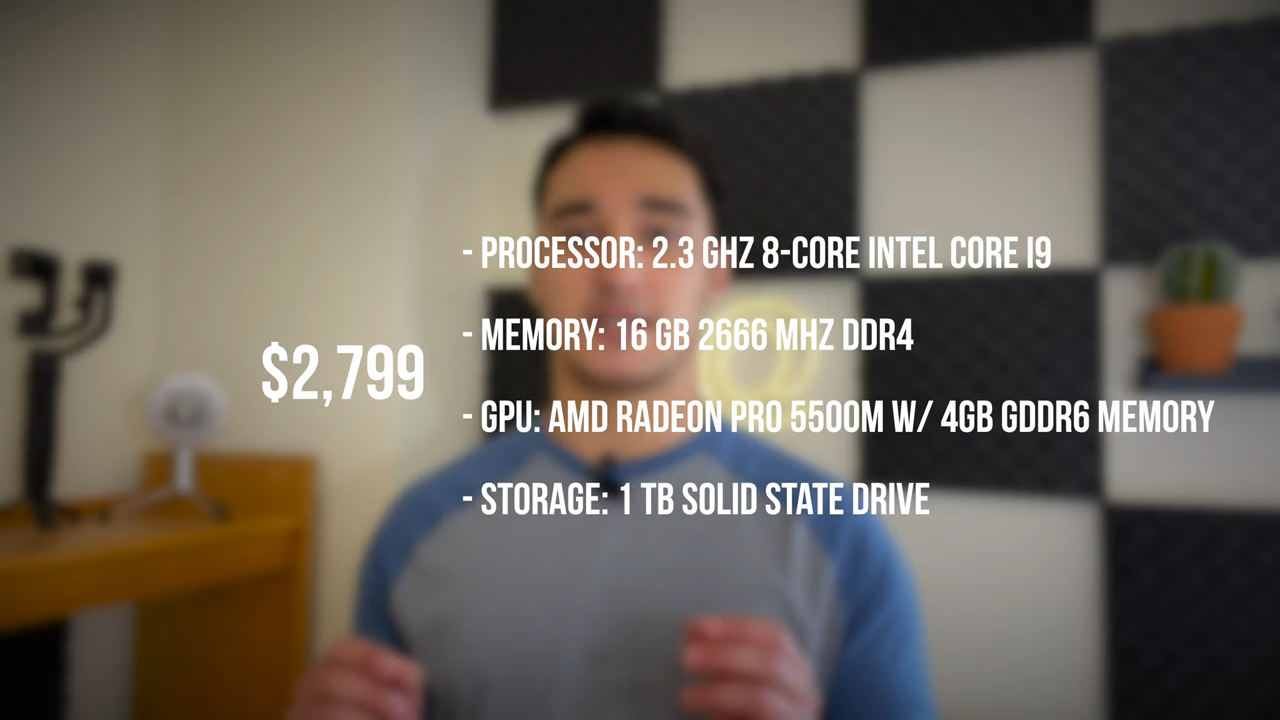 $2,799
- PROCESSOR: 2.3 GHZ 8-CORE INTEL CORE I9
- MEMORY: 16 GB 2666 MHZ DDR4
- GPU: AMD RADEON PRO 5500M W/ 4GB GDDR6 MEMORY
- STORAGE: 1 TB SOLID STATE DRIVE